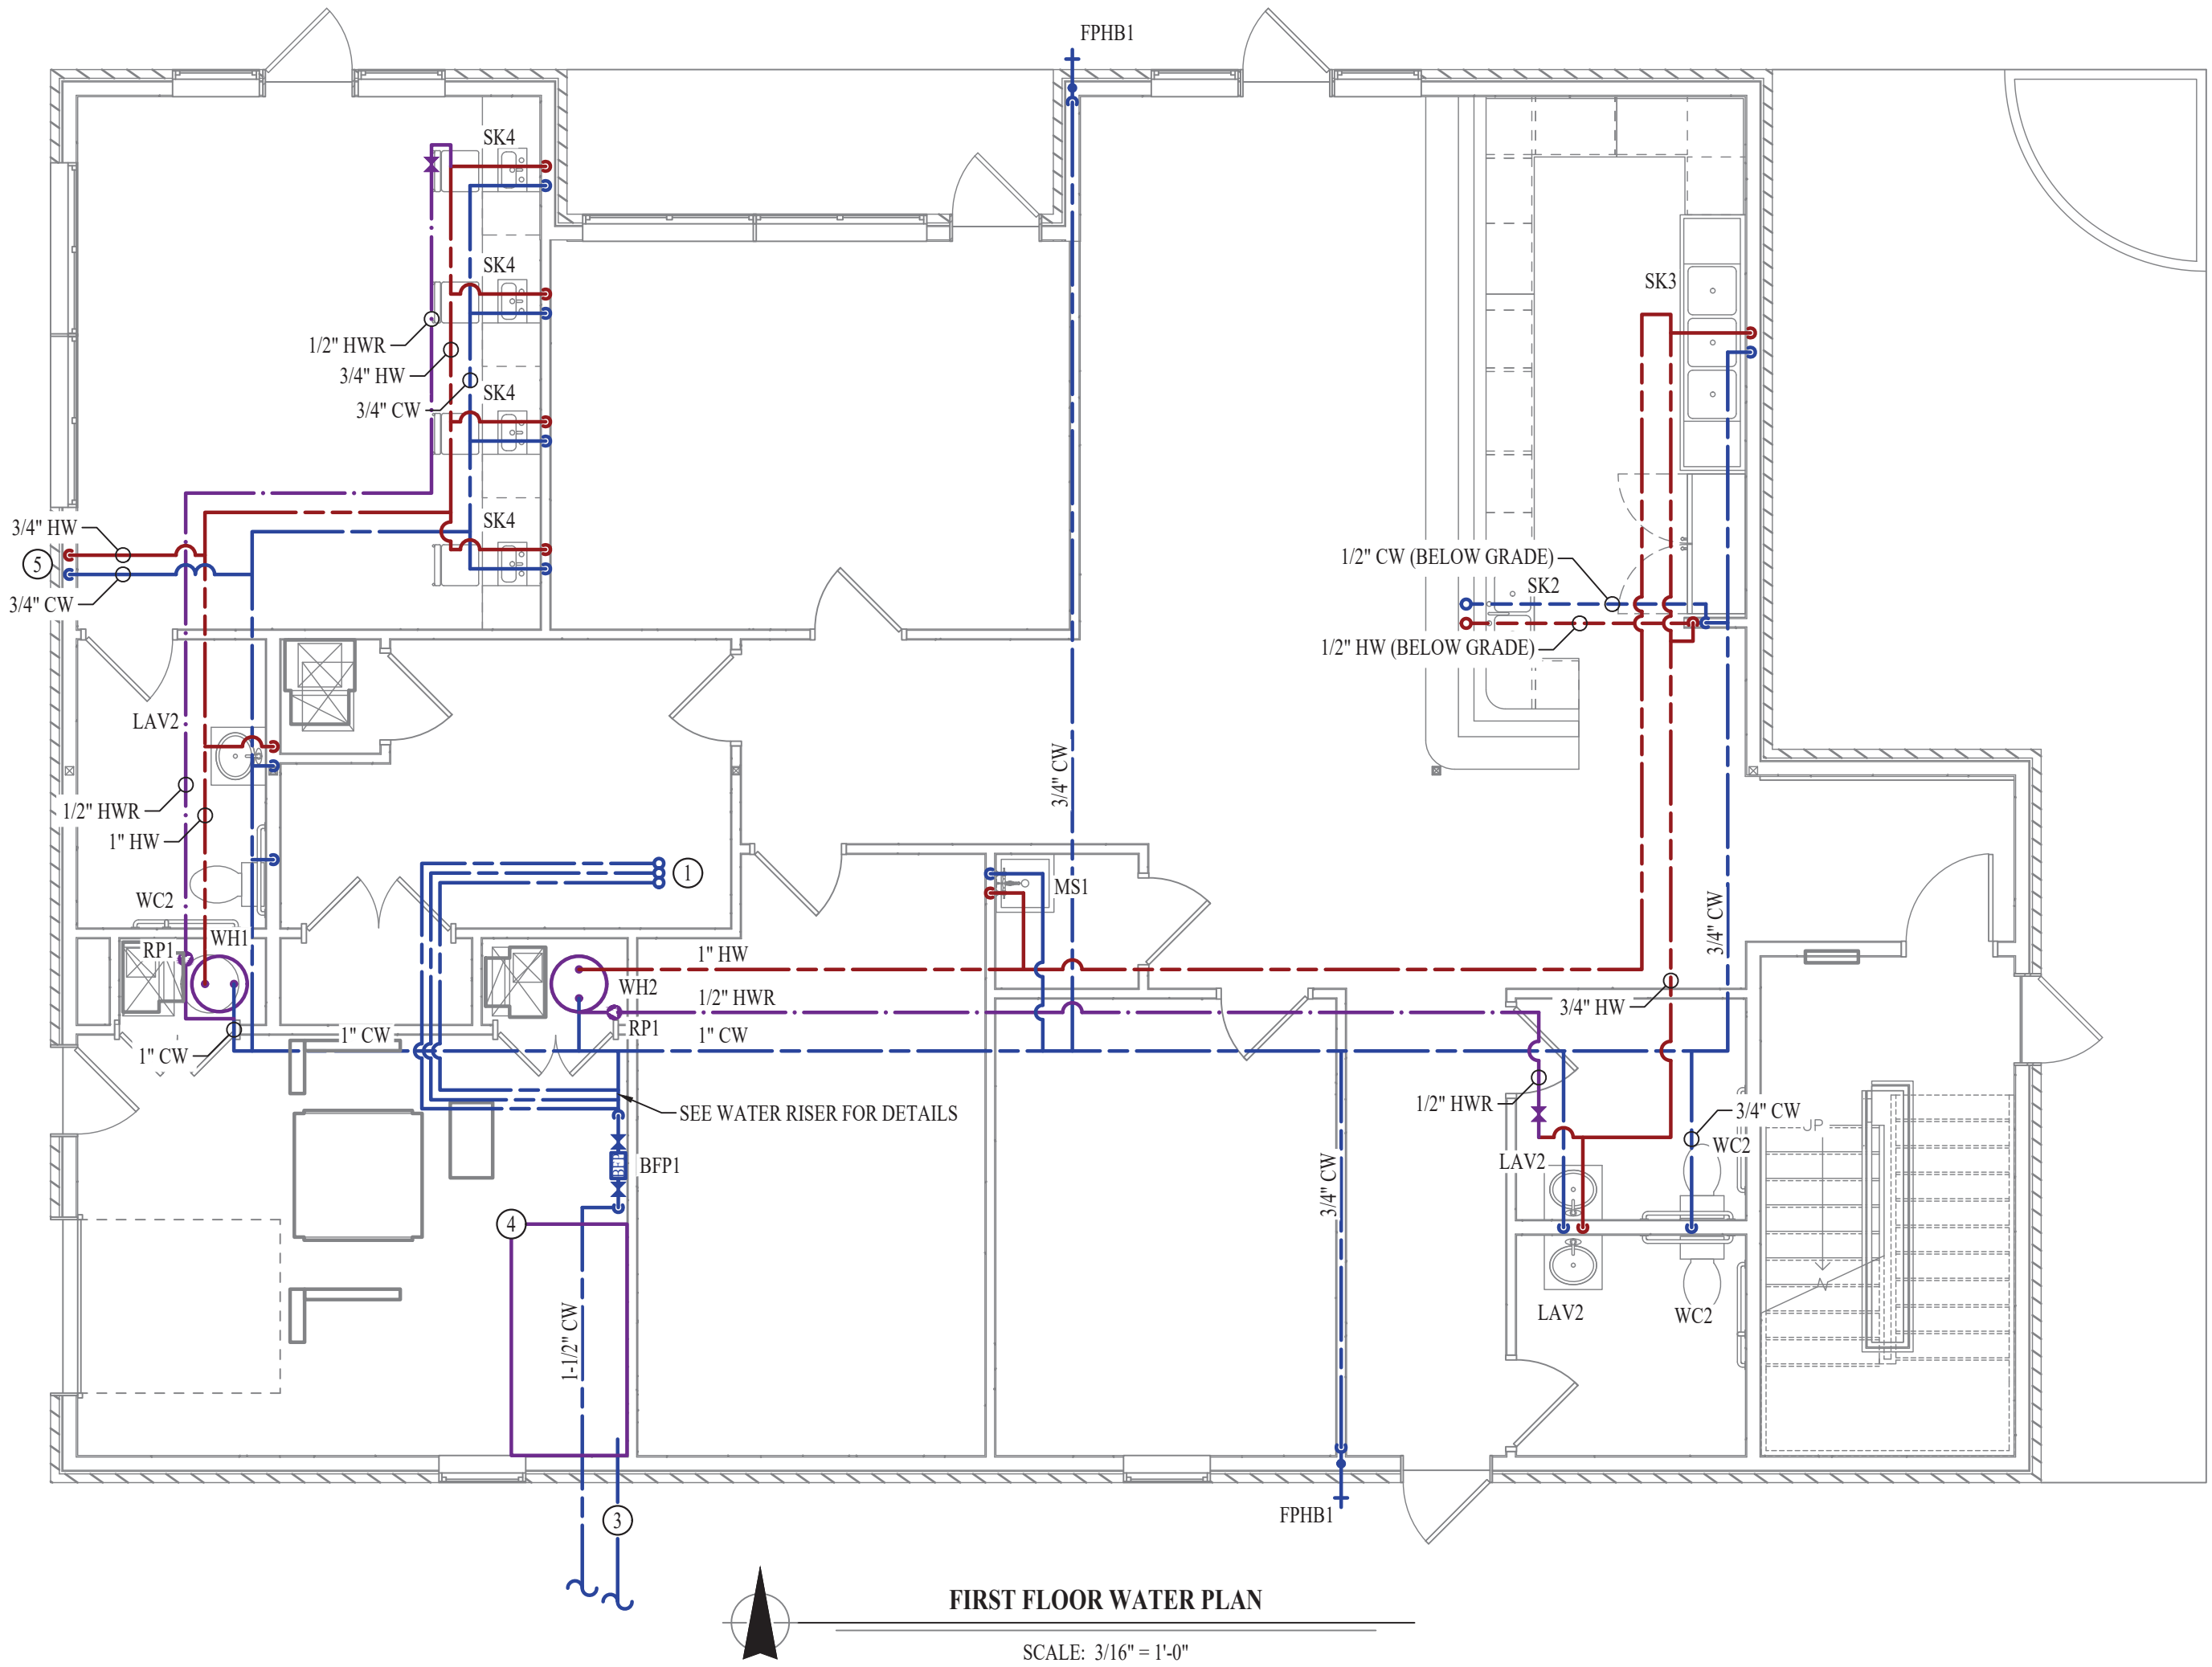 FPHB1
SK4
SK4
SK3
1/2" HWR
3/4" HW
SK4
3/4" CW
SK4
3/4" HW
5
3/4" CW
1/2" CW (BELOW GRADE)
SK2
1/2" HW (BELOW GRADE)
LAV2
3/4" CW
1/2" HWR
1" HW
1
MS1
WC2
3/4" CW
WH1
RP1
1" HW
WH2
1/2" HWR
3/4" HW
RP1
1" CW
1" CW
1" CW
1/2" HWR
3/4" CW
SEE WATER RISER FOR DETAILS
UP
WC2
BFP
BFP1
LAV2
3/4" CW
4
LAV2
WC2
1-1/2" CW
3
FPHB1
FIRST FLOOR WATER PLAN
SCALE: 3/16" = 1'-0"